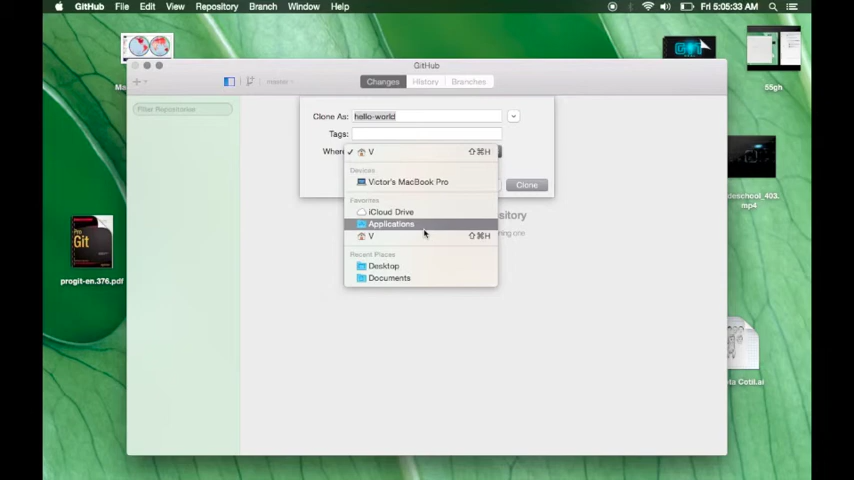 GitHub File Edit View Repository Branch Window Help Fri 5:05:33 AM
GitHub
master
Changes History Branches
Filter Repositories
Clone As: hello-world
Tags:
Where: V ⇧⌘H
Devices
Victor's MacBook Pro
Clone
Favorites
iCloud Drive
Applications
V ⇧⌘H
Recent Places
Desktop
Documents
Pro
Git
progit-en.376.pdf
55gh
deschool_403.
mp4
ta Cotil.ai